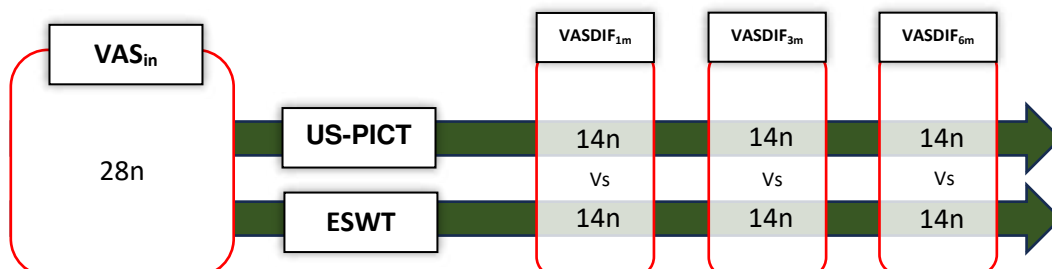 VASin
28n
US-PICT
ESWT
VASDIF1m
VASDIF3m
VASDIF6m
14n
14n
14n
Vs
Vs
Vs
14n
14n
14n